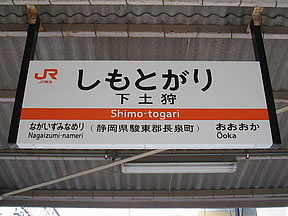 JR
JR東海
しもとがり
下土狩
Shimo-togari
ながいずみなめり
Nagaizumi-nameri
(静岡県駿東郡長泉町)
おおおか
Ōoka